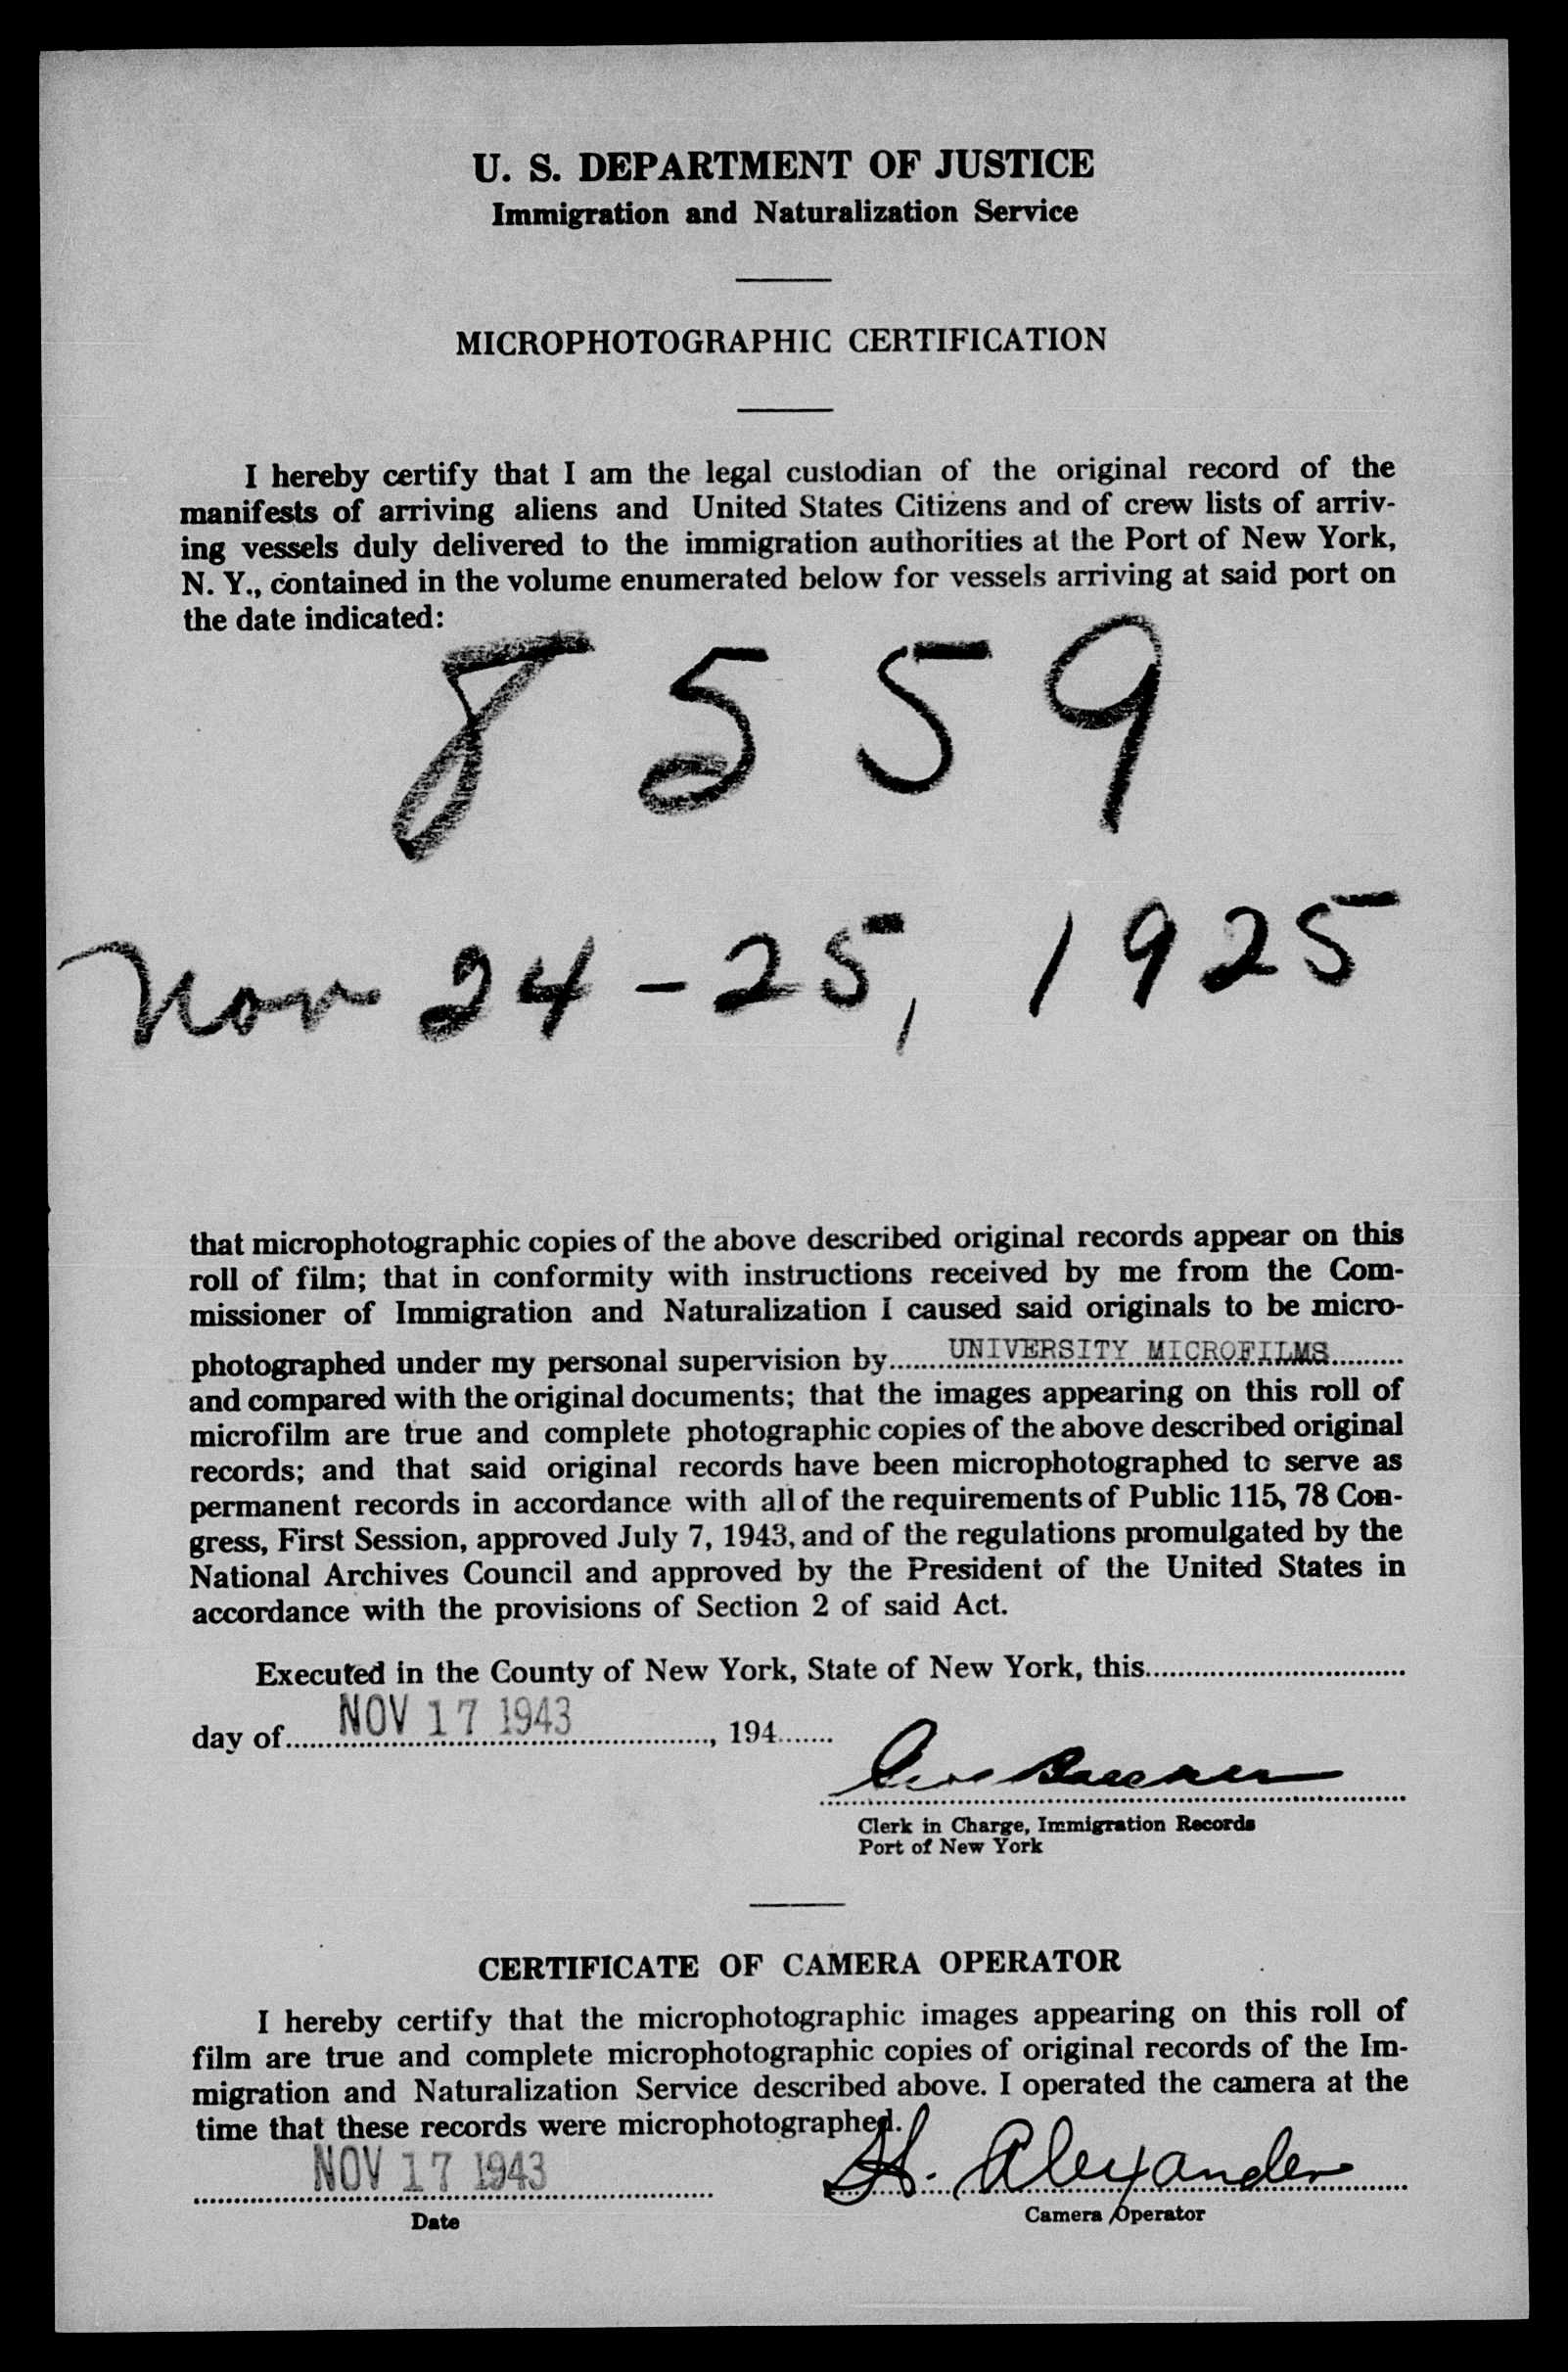 U. S. DEPARTMENT OF JUSTICE
Immigration and Naturalization Service
MICROPHOTOGRAPHIC CERTIFICATION
I hereby certify that I am the legal custodian of the original record of the
manifests of arriving aliens and United States Citizens and of crew lists of arriv-
ing vessels duly delivered to the immigration authorities at the Port of New York,
N. Y., contained in the volume enumerated below for vessels arriving at said port on
the date indicated:
8559
Nov 24-25, 1925
that microphotographic copies of the above described original records appear on this
roll of film; that in conformity with instructions received by me from the Com-
missioner of Immigration and Naturalization I caused said originals to be micro-
photographed under my personal supervision by UNIVERSITY MICROFILMS
and compared with the original documents; that the images appearing on this roll of
microfilm are true and complete photographic copies of the above described original
records; and that said original records have been microphotographed to serve as
permanent records in accordance with all of the requirements of Public 115, 78 Con-
gress, First Session, approved July 7, 1943, and of the regulations promulgated by the
National Archives Council and approved by the President of the United States in
accordance with the provisions of Section 2 of said Act.
Executed in the County of New York, State of New York, this
day of NOV 17 1943, 194
Clerk in Charge, Immigration Records
Port of New York
CERTIFICATE OF CAMERA OPERATOR
I hereby certify that the microphotographic images appearing on this roll of
film are true and complete microphotographic copies of original records of the Im-
migration and Naturalization Service described above. I operated the camera at the
time that these records were microphotographed.
NOV 17 1943 H. Alexander
Date Camera Operator